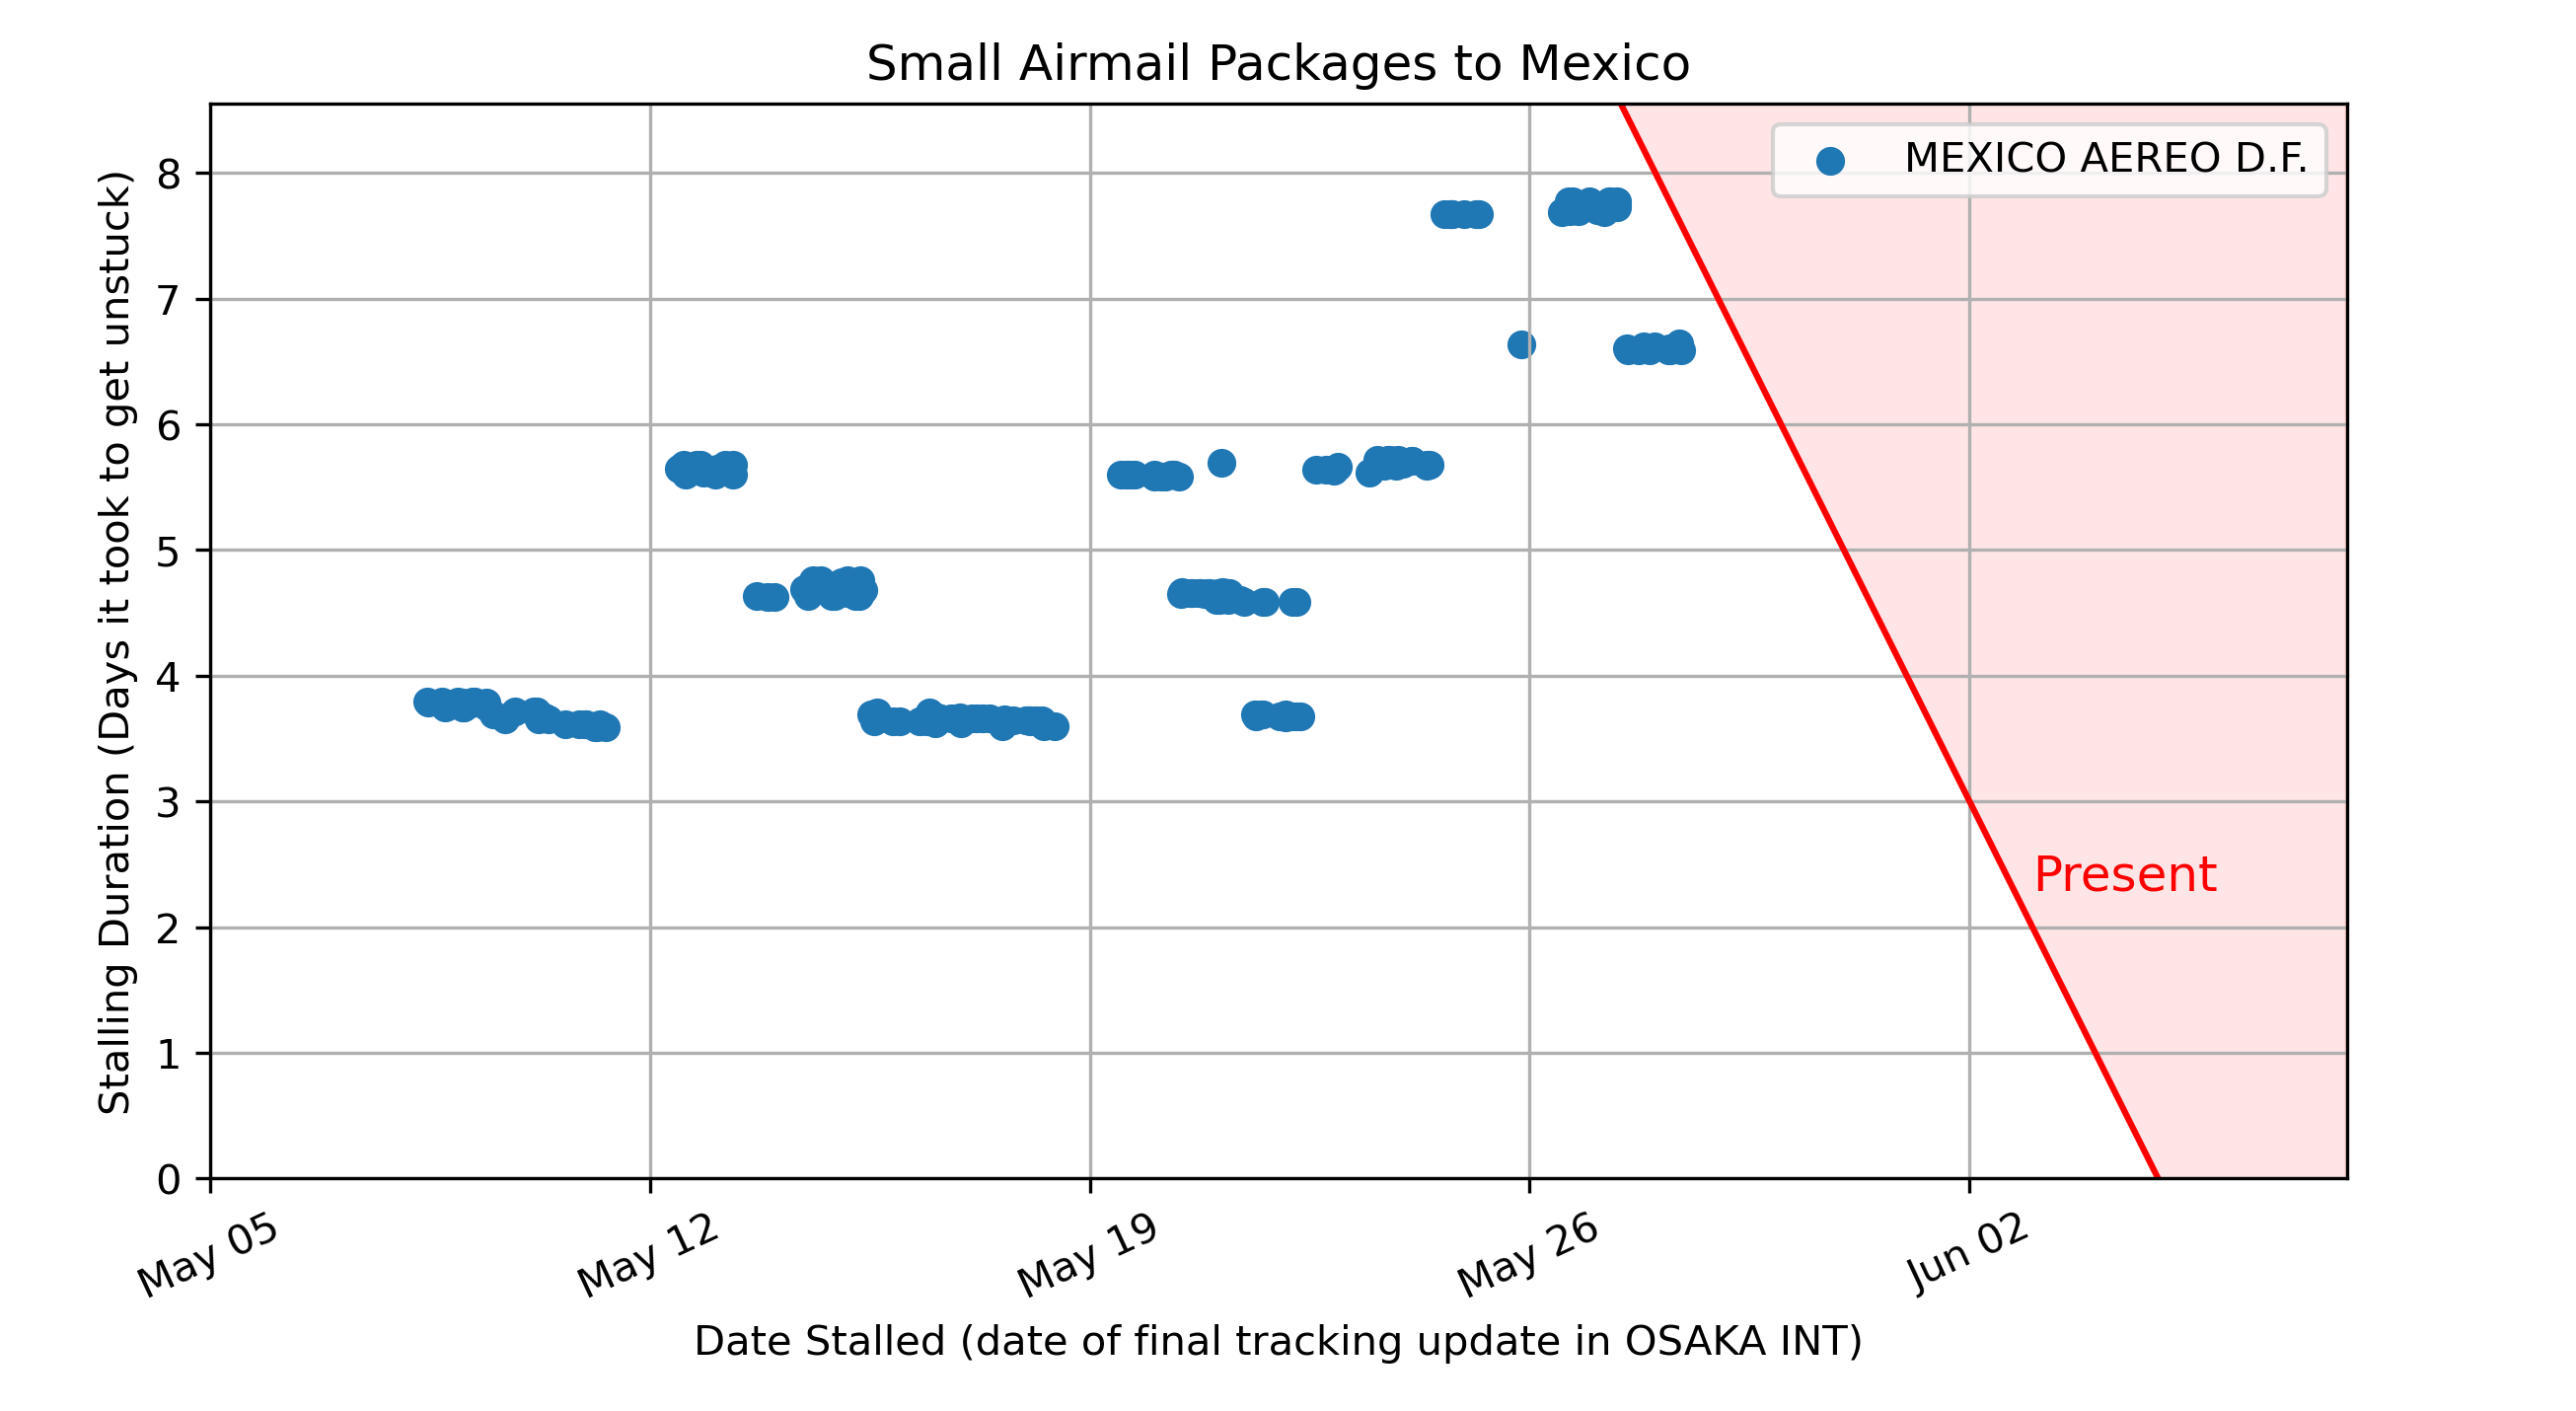 Small Airmail Packages to Mexico
Stalling Duration (Days it took to get unstuck)
8
7
6
5
4
3
2
1
0
MEXICO AEREO D.F.
Present
May 05
May 12
May 19
May 26
Jun 02
Date Stalled (date of final tracking update in OSAKA INT)